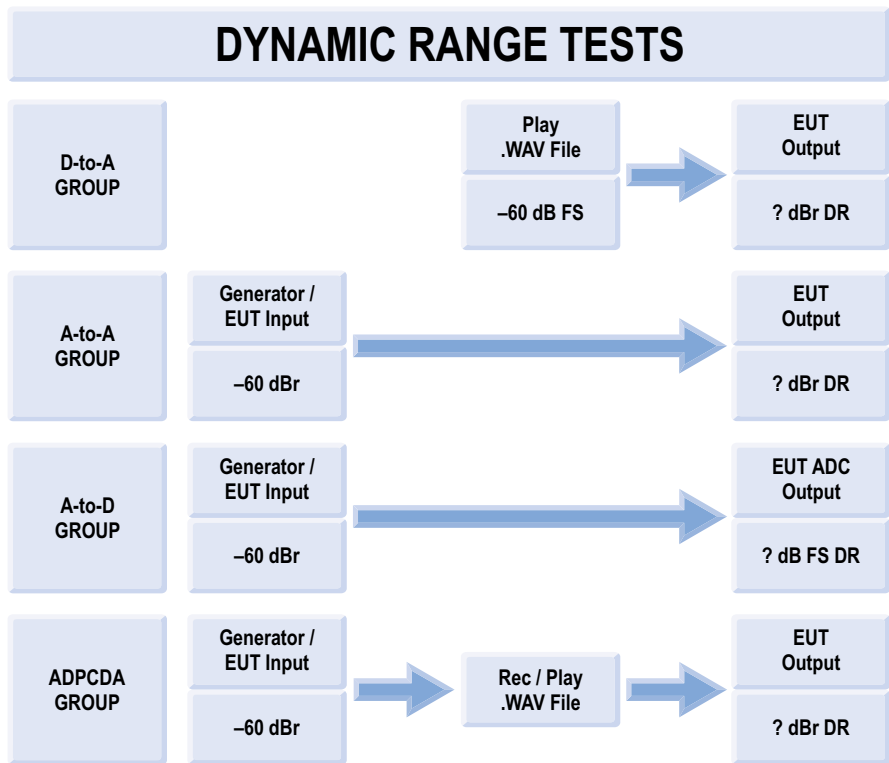 DYNAMIC RANGE TESTS
D-to-A
GROUP
Play
.WAV File
–60 dB FS
EUT
Output
? dBr DR
A-to-A
GROUP
Generator /
EUT Input
–60 dBr
EUT
Output
? dBr DR
A-to-D
GROUP
Generator /
EUT Input
–60 dBr
EUT ADC
Output
? dB FS DR
ADPCDA
GROUP
Generator /
EUT Input
–60 dBr
Rec / Play
.WAV File
EUT
Output
? dBr DR